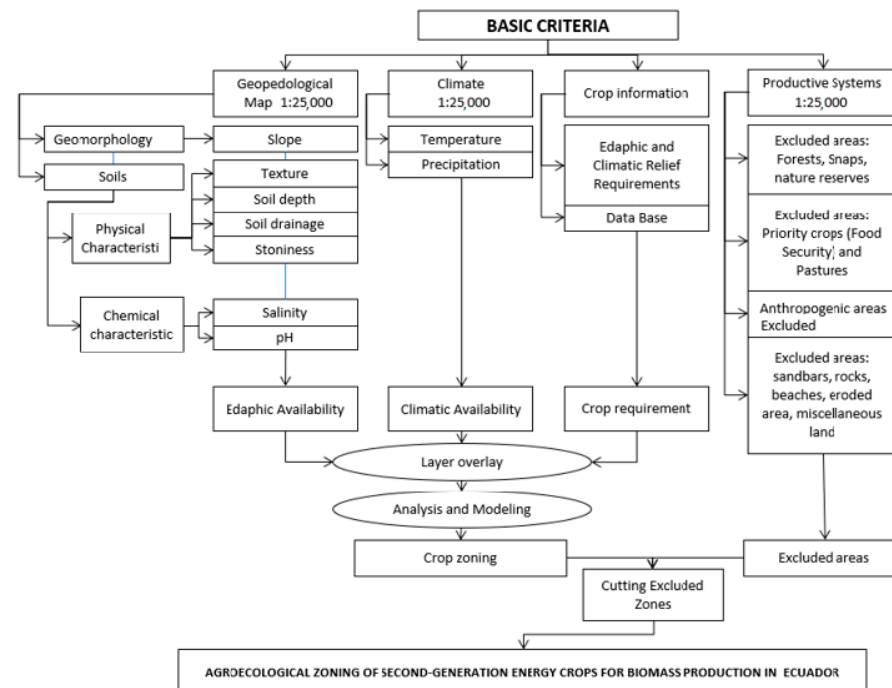 BASIC CRITERIA
Geopedological
Map 1:25,000
Climate
1:25,000
Crop information
Productive Systems
1:25,000
Geomorphology
Slope
Temperature
Precipitation
Edaphic and
Climatic Relief
Requirements
Data Base
Excluded areas:
Forests, Snaps,
nature reserves
Soils
Texture
Soil depth
Soil drainage
Stoniness
Physical
Characteristi
Excluded areas:
Priority crops (Food
Security) and
Pastures
Chemical
characteristic
Salinity
pH
Anthropogenic areas
Excluded
Excluded areas:
sandbars, rocks,
beaches, eroded
area, miscellaneous
land
Edaphic Availability
Climatic Availability
Crop requirement
Layer overlay
Analysis and Modeling
Crop zoning
Excluded areas
Cutting Excluded
Zones
AGROECOLOGICAL ZONING OF SECOND-GENERATION ENERGY CROPS FOR BIOMASS PRODUCTION IN ECUADOR